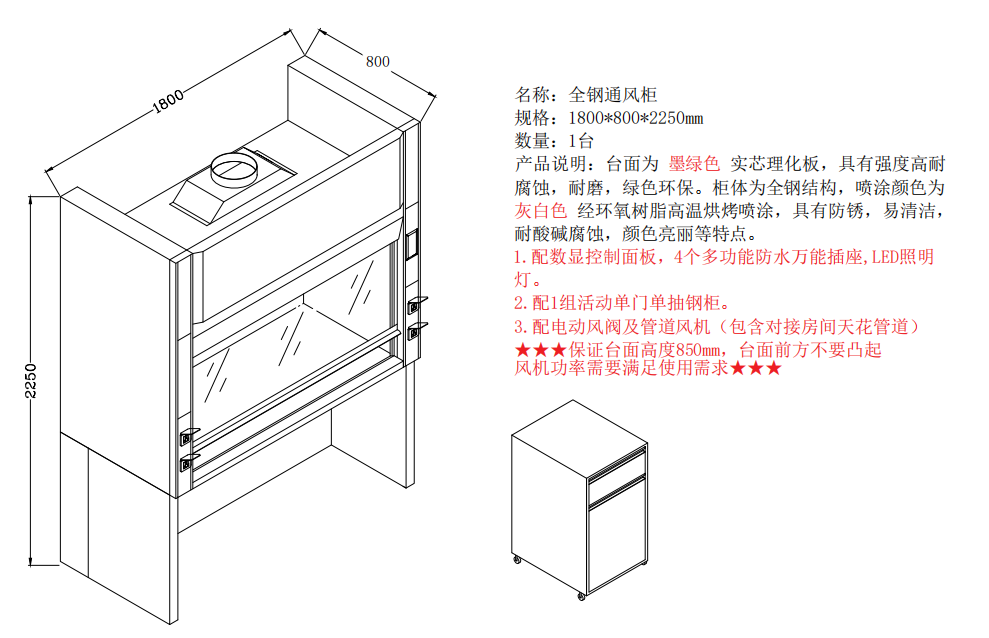 1800
800
2250
名称：全钢通风柜
规格：1800*800*2250mm
数量：1台
产品说明：台面为 墨绿色 实芯理化板，具有强度高耐
腐蚀，耐磨，绿色环保。柜体为全钢结构，喷涂颜色为
灰白色 经环氧树脂高温烘烤喷涂，具有防锈，易清洁，
耐酸碱腐蚀，颜色亮丽等特点。
1.配数显控制面板，4个多功能防水万能插座,LED照明
灯。
2.配1组活动单门单抽钢柜。
3.配电动风阀及管道风机（包含对接房间天花管道）
★★★保证台面高度850mm，台面前方不要凸起
风机功率需要满足使用需求★★★